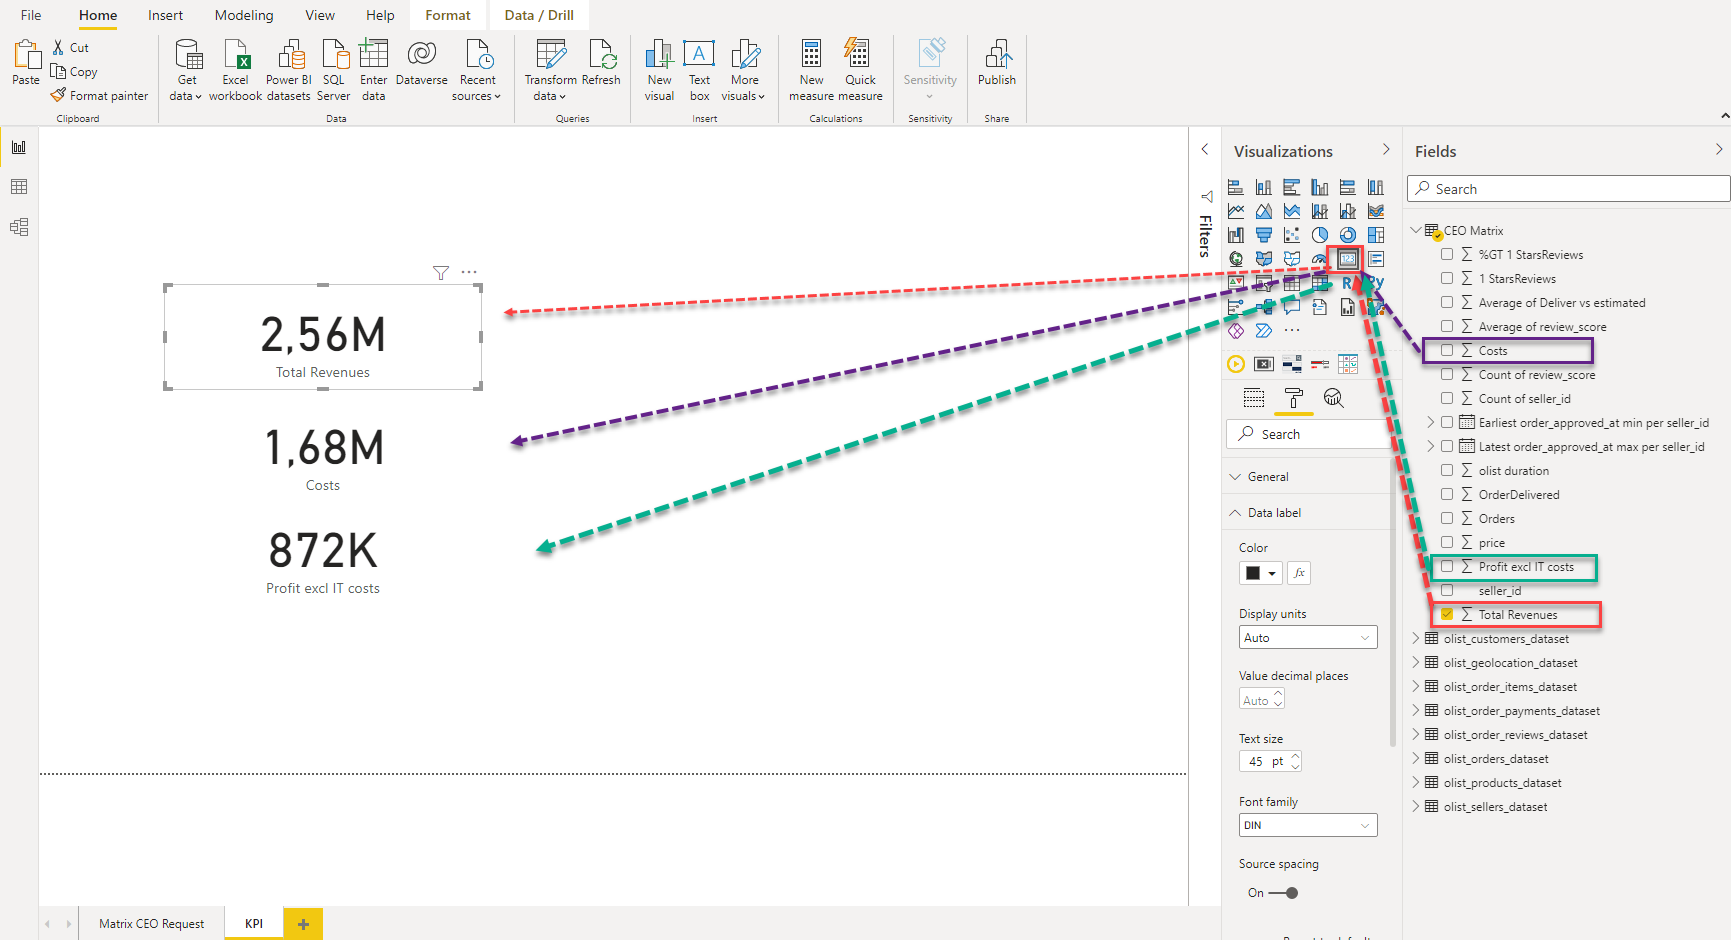 File Home Insert Modeling View Help Format Data / Drill
Paste
Cut
Copy
Format painter
Clipboard
Get data
Excel workbook
Power BI datasets
SQL Server
Enter data
Dataverse
Recent sources
Data
Transform data
Refresh
Queries
New visual
Text box
More visuals
Insert
New measure
Quick measure
Calculations
Sensitivity
Sensitivity
Publish
Share
2,56M
Total Revenues
1,68M
Costs
872K
Profit excl IT costs
Filters
Visualizations
123
R
Py
Search
General
Data label
Color
fx
Display units
Auto
Value decimal places
Auto
Text size
45 pt
Font family
DIN
Source spacing
On
Fields
Search
CEO Matrix
%GT 1 StarsReviews
1 StarsReviews
Average of Deliver vs estimated
Average of review_score
Costs
Count of review_score
Count of seller_id
Earliest order_approved_at min per seller_id
Latest order_approved_at max per seller_id
olist duration
OrderDelivered
Orders
price
Profit excl IT costs
seller_id
Total Revenues
olist_customers_dataset
olist_geolocation_dataset
olist_order_items_dataset
olist_order_payments_dataset
olist_order_reviews_dataset
olist_orders_dataset
olist_products_dataset
olist_sellers_dataset
Matrix CEO Request
KPI